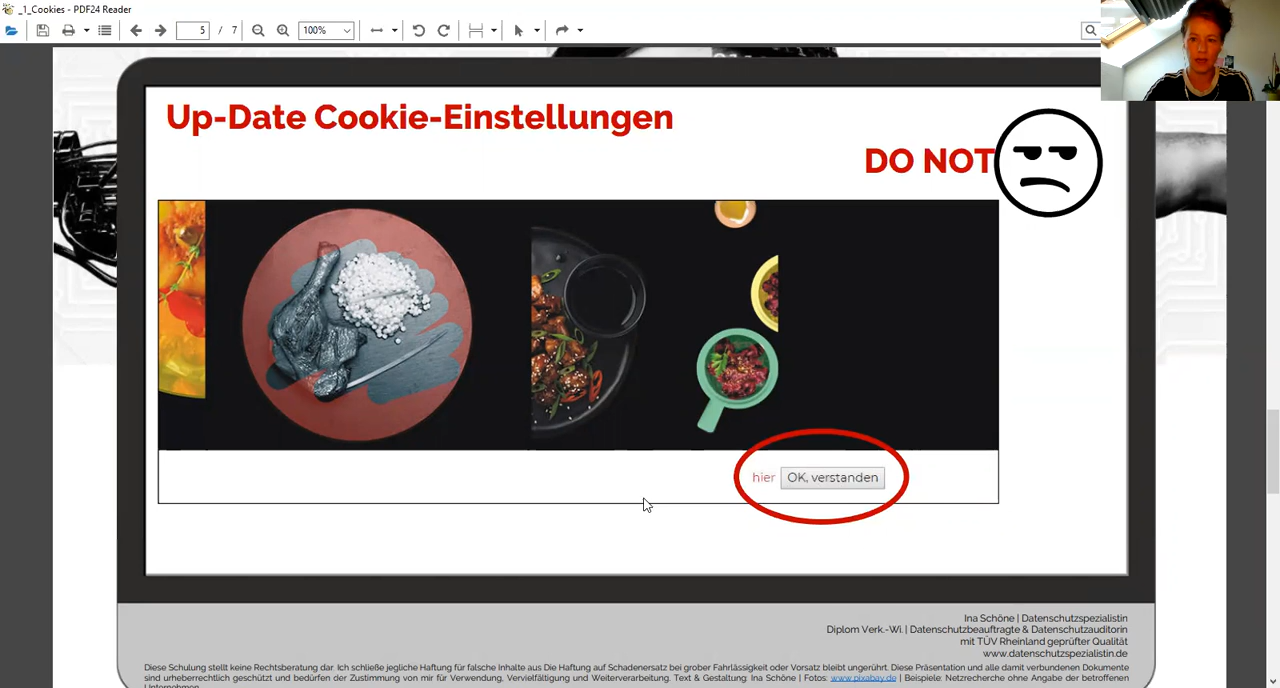 _1_Cookies - PDF24 Reader
5 / 7
100%
Up-Date Cookie-Einstellungen
DO NOT
hier OK, verstanden
Ina Schöne | Datenschutzspezialistin
Diplom Verk.-Wi. | Datenschutzbeauftragte & Datenschutzauditorin
mit TÜV Rheinland geprüfter Qualität
www.datenschutzspezialistin.de
Diese Schulung stellt keine Rechtsberatung dar. Ich schließe jegliche Haftung für falsche Inhalte aus. Die Haftung auf Schadensersatz bei grober Fahrlässigkeit oder Vorsatz bleibt unberührt. Diese Präsentation und alle damit verbundenen Dokumente
sind urheberrechtlich geschützt und bedürfen der Zustimmung von mir für Verwendung, Vervielfältigung und Weiterverarbeitung. Text & Gestaltung: Ina Schöne | Fotos: www.pixabay.de | Beispiele: Netzrecherche ohne Angabe der betroffenen
Unternehmen